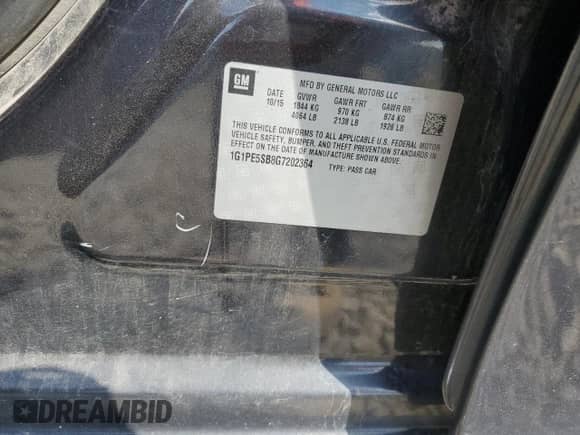 GM
MFD BY GENERAL MOTORS LLC
DATE GVWR GAWR FRT GAWR RR
10/15 1844 KG 970 KG 874 KG
4064 LB 2138 LB 1926 LB
THIS VEHICLE CONFORMS TO ALL APPLICABLE U.S. FEDERAL MOTOR
VEHICLE SAFETY, BUMPER, AND THEFT PREVENTION STANDARDS IN
EFFECT ON THE DATE OF MANUFACTURE SHOWN ABOVE.
1G1PE5SB8G7202364 TYPE: PASS CAR
DREAMBID